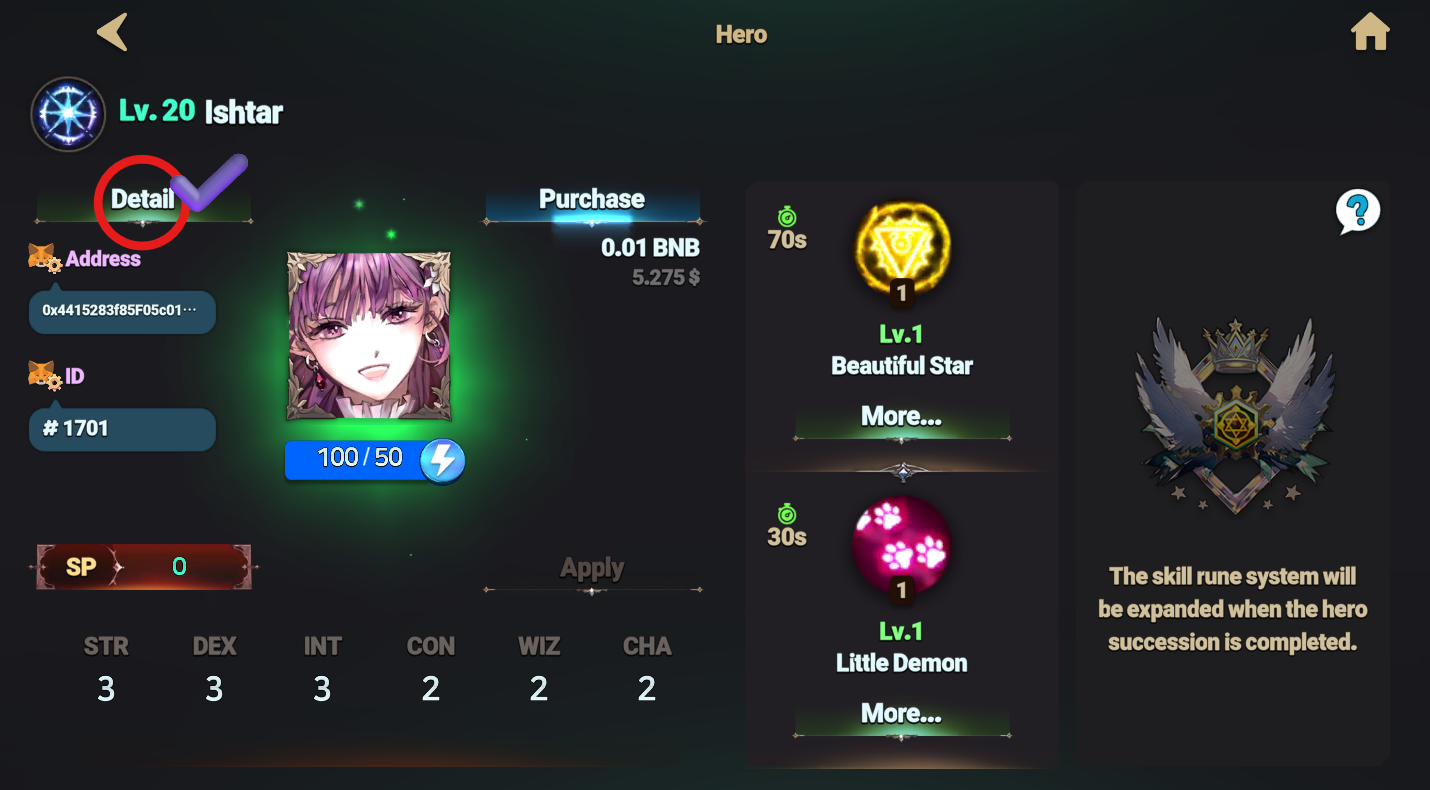 Hero
Lv. 20 Ishtar
Detail
Purchase
0.01 BNB
5.275 $
Address
0x4415283f85F05c01···
ID
# 1701
100 / 50
SP 0
Apply
STR DEX INT CON WIZ CHA
3 3 3 2 2 2
70s
1
Lv.1
Beautiful Star
More...
30s
1
Lv.1
Little Demon
More...
?
The skill rune system will
be expanded when the hero
succession is completed.